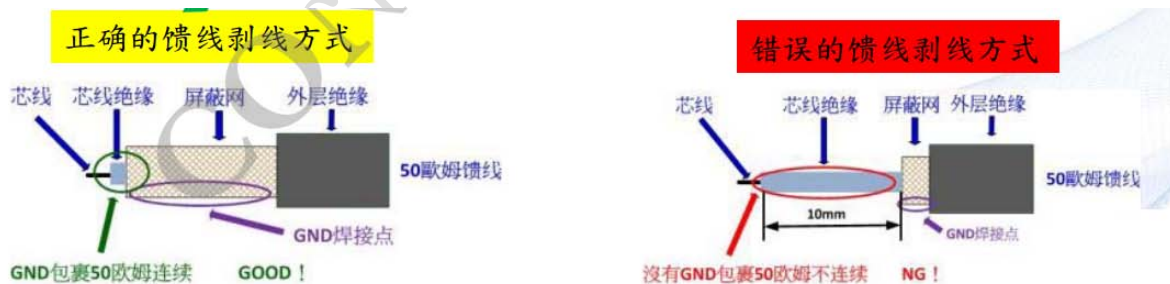 正确的馈线剥线方式
芯线 芯线绝缘 屏蔽网 外层绝缘
50歐姆馈线
GND焊接点
GND包裹50欧姆连续 GOOD！
错误的馈线剥线方式
芯线 芯线绝缘 屏蔽网 外层绝缘
50歐姆馈线
10mm
GND焊接点
沒有GND包裹50欧姆不连续 NG！
CON